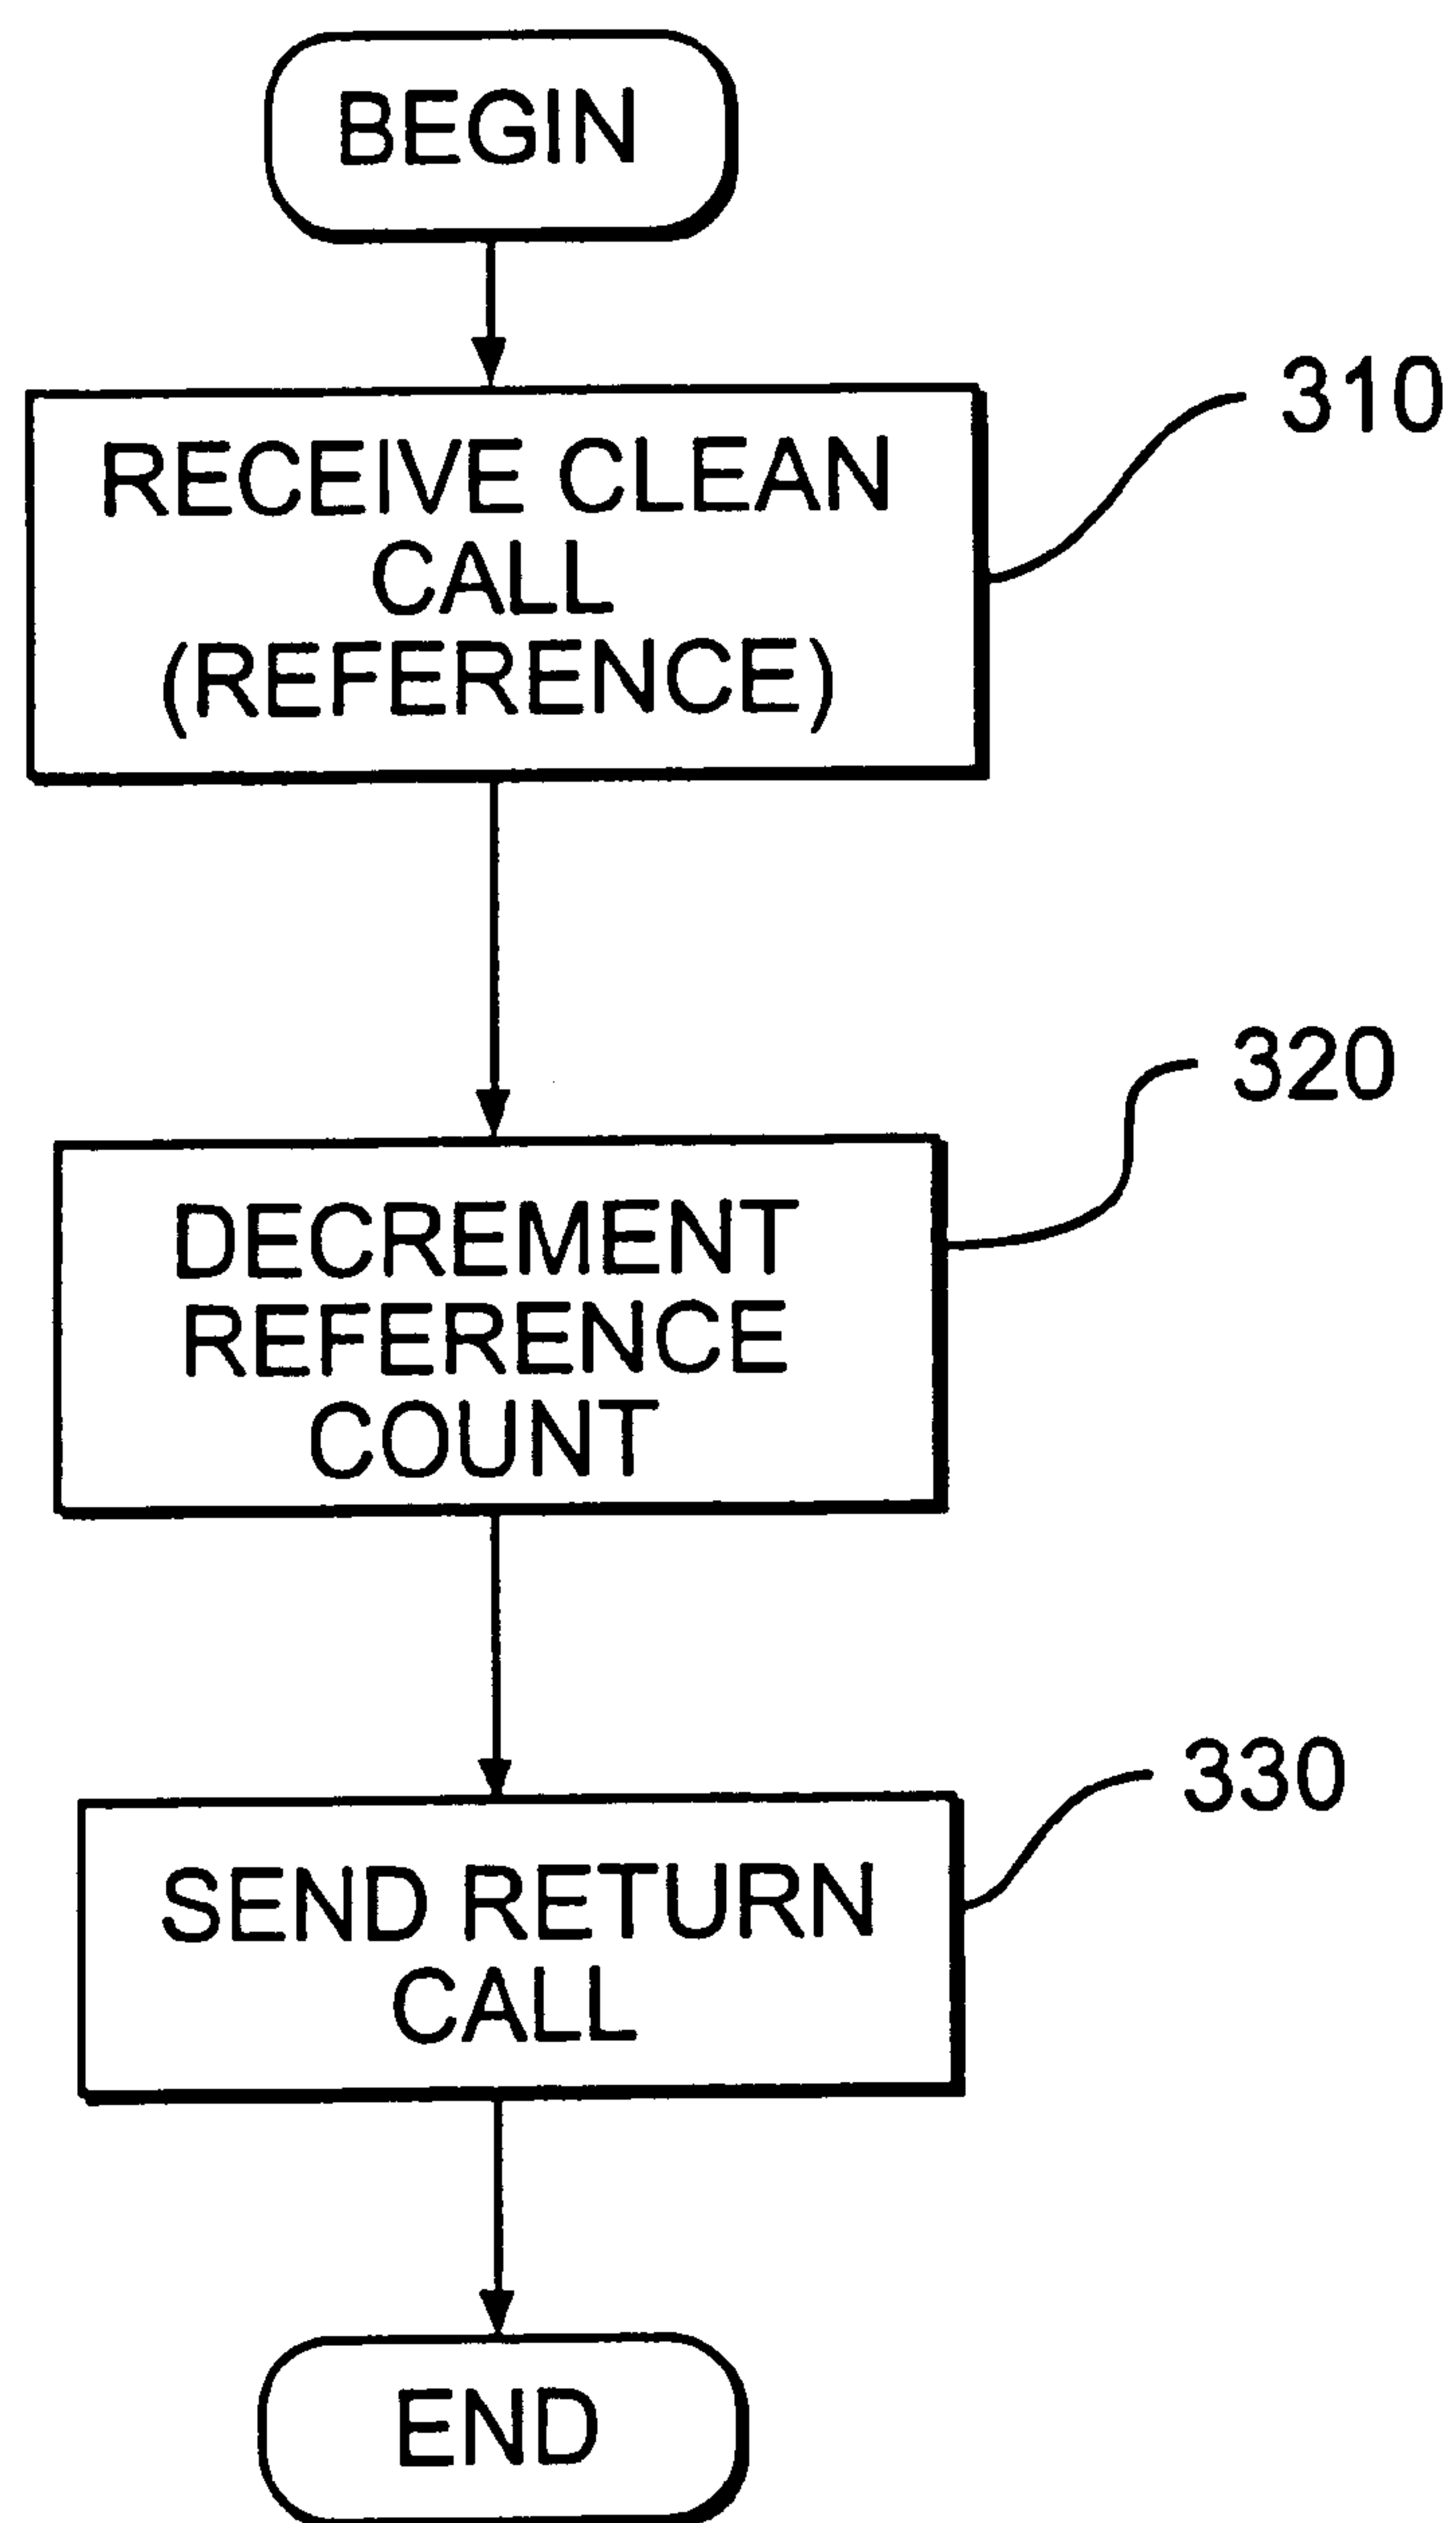 BEGIN
310
RECEIVE CLEAN
CALL
(REFERENCE)
320
DECREMENT
REFERENCE
COUNT
330
SEND RETURN
CALL
END